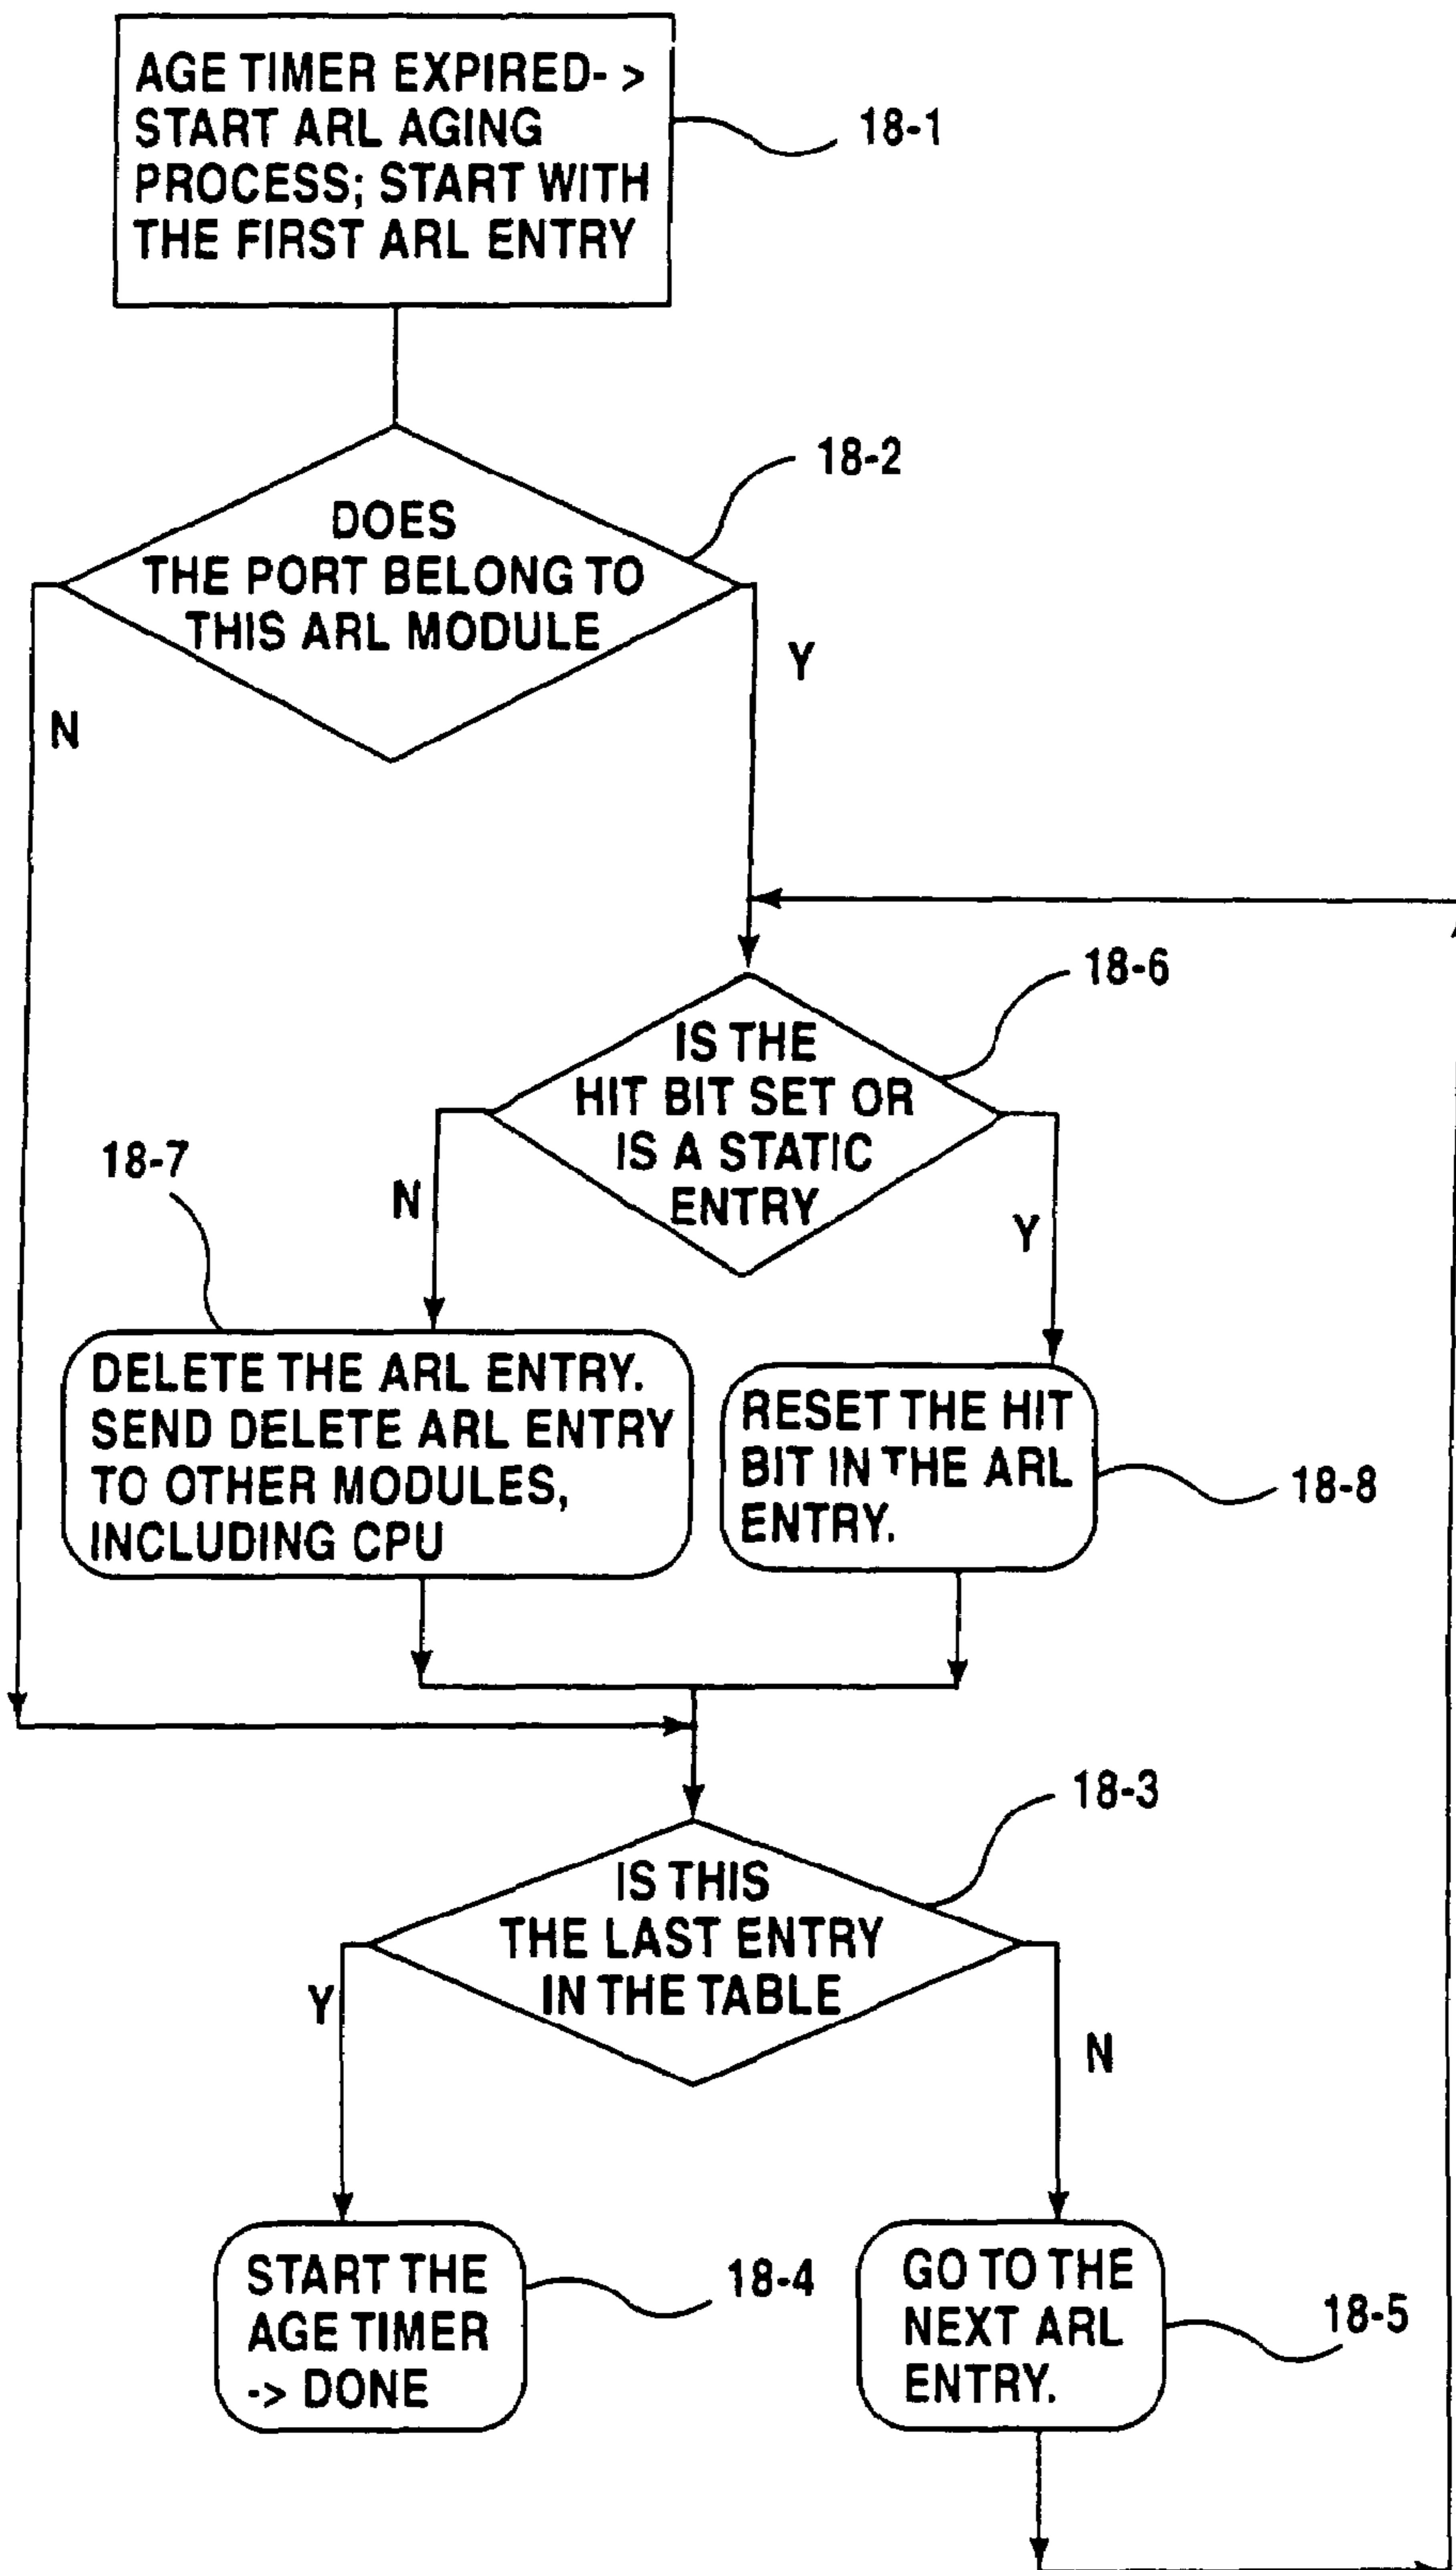 AGE TIMER EXPIRED- >
START ARL AGING
PROCESS; START WITH
THE FIRST ARL ENTRY
18-1
18-2
DOES
THE PORT BELONG TO
THIS ARL MODULE
Y
N
18-6
IS THE
HIT BIT SET OR
IS A STATIC
ENTRY
18-7
N
Y
DELETE THE ARL ENTRY.
SEND DELETE ARL ENTRY
TO OTHER MODULES,
INCLUDING CPU
RESET THE HIT
BIT IN THE ARL
ENTRY.
18-8
18-3
IS THIS
THE LAST ENTRY
IN THE TABLE
Y
N
START THE
AGE TIMER
-> DONE
18-4
GO TO THE
NEXT ARL
ENTRY.
18-5